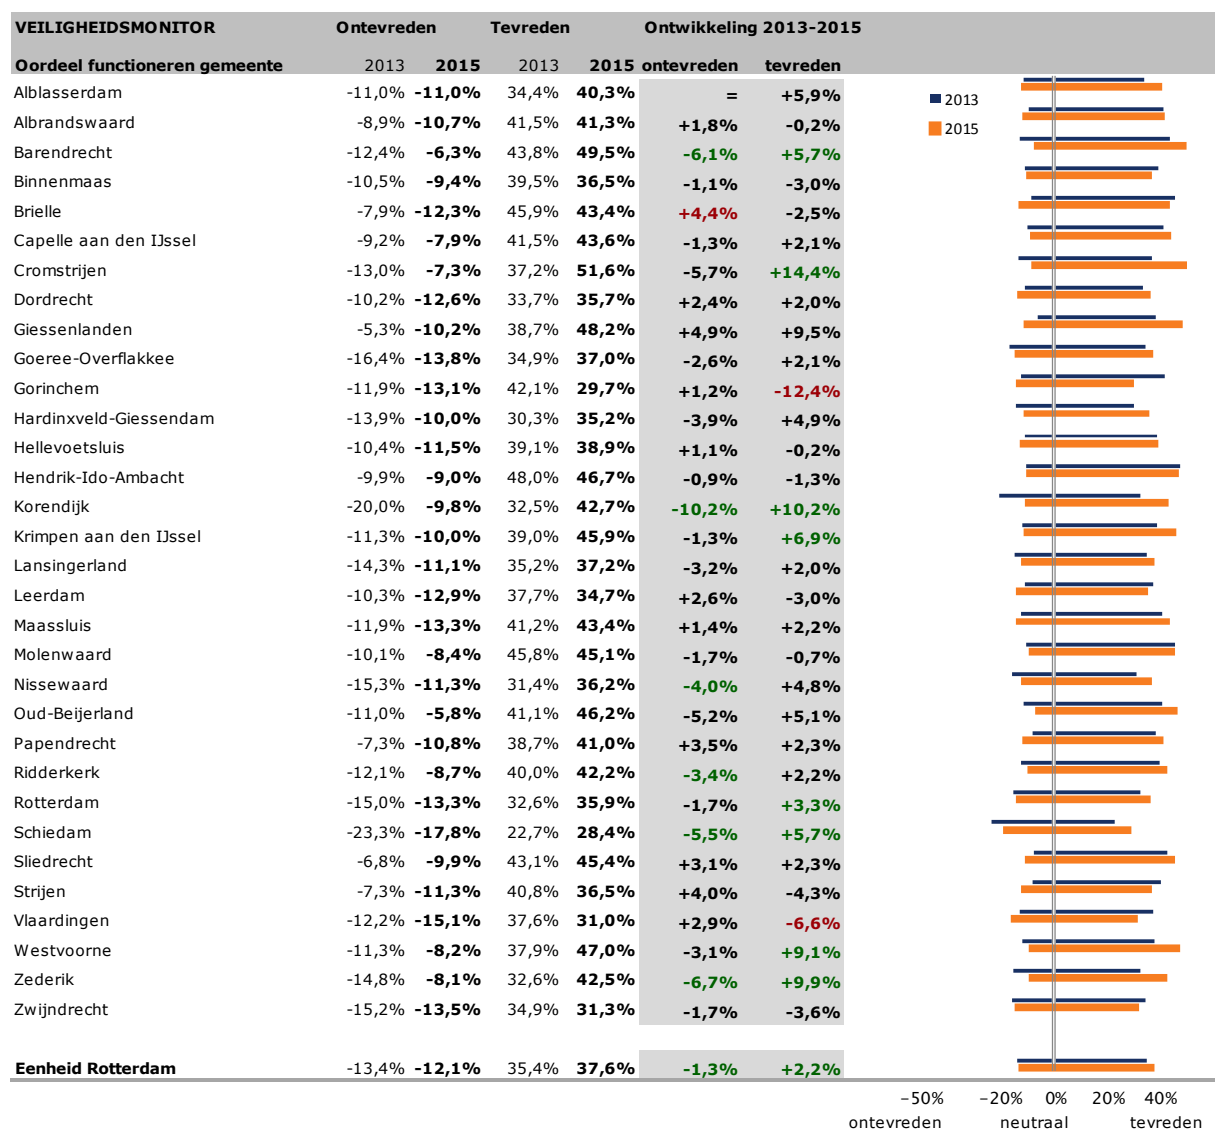 VEILIGHEIDSMONITOR Ontevreden Tevreden Ontwikkeling 2013-2015
Oordeel functioneren gemeente 2013 2015 2013 2015 ontevreden tevreden
Alblasserdam -11,0% -11,0% 34,4% 40,3% = +5,9%
2013
Albrandswaard -8,9% -10,7% 41,5% 41,3% +1,8% -0,2%
2015
Barendrecht -12,4% -6,3% 43,8% 49,5% -6,1% +5,7%
Binnenmaas -10,5% -9,4% 39,5% 36,5% -1,1% -3,0%
Brielle -7,9% -12,3% 45,9% 43,4% +4,4% -2,5%
Capelle aan den IJssel -9,2% -7,9% 41,5% 43,6% -1,3% +2,1%
Cromstrijen -13,0% -7,3% 37,2% 51,6% -5,7% +14,4%
Dordrecht -10,2% -12,6% 33,7% 35,7% +2,4% +2,0%
Giessenlanden -5,3% -10,2% 38,7% 48,2% +4,9% +9,5%
Goeree-Overflakkee -16,4% -13,8% 34,9% 37,0% -2,6% +2,1%
Gorinchem -11,9% -13,1% 42,1% 29,7% +1,2% -12,4%
Hardinxveld-Giessendam -13,9% -10,0% 30,3% 35,2% -3,9% +4,9%
Hellevoetsluis -10,4% -11,5% 39,1% 38,9% +1,1% -0,2%
Hendrik-Ido-Ambacht -9,9% -9,0% 48,0% 46,7% -0,9% -1,3%
Korendijk -20,0% -9,8% 32,5% 42,7% -10,2% +10,2%
Krimpen aan den IJssel -11,3% -10,0% 39,0% 45,9% -1,3% +6,9%
Lansingerland -14,3% -11,1% 35,2% 37,2% -3,2% +2,0%
Leerdam -10,3% -12,9% 37,7% 34,7% +2,6% -3,0%
Maassluis -11,9% -13,3% 41,2% 43,4% +1,4% +2,2%
Molenwaard -10,1% -8,4% 45,8% 45,1% -1,7% -0,7%
Nissewaard -15,3% -11,3% 31,4% 36,2% -4,0% +4,8%
Oud-Beijerland -11,0% -5,8% 41,1% 46,2% -5,2% +5,1%
Papendrecht -7,3% -10,8% 38,7% 41,0% +3,5% +2,3%
Ridderkerk -12,1% -8,7% 40,0% 42,2% -3,4% +2,2%
Rotterdam -15,0% -13,3% 32,6% 35,9% -1,7% +3,3%
Schiedam -23,3% -17,8% 22,7% 28,4% -5,5% +5,7%
Sliedrecht -6,8% -9,9% 43,1% 45,4% +3,1% +2,3%
Strijen -7,3% -11,3% 40,8% 36,5% +4,0% -4,3%
Vlaardingen -12,2% -15,1% 37,6% 31,0% +2,9% -6,6%
Westvoorne -11,3% -8,2% 37,9% 47,0% -3,1% +9,1%
Zederik -14,8% -8,1% 32,6% 42,5% -6,7% +9,9%
Zwijndrecht -15,2% -13,5% 34,9% 31,3% -1,7% -3,6%
Eenheid Rotterdam -13,4% -12,1% 35,4% 37,6% -1,3% +2,2%
-50% -20% 0% 20% 40%
ontevreden neutraal tevreden